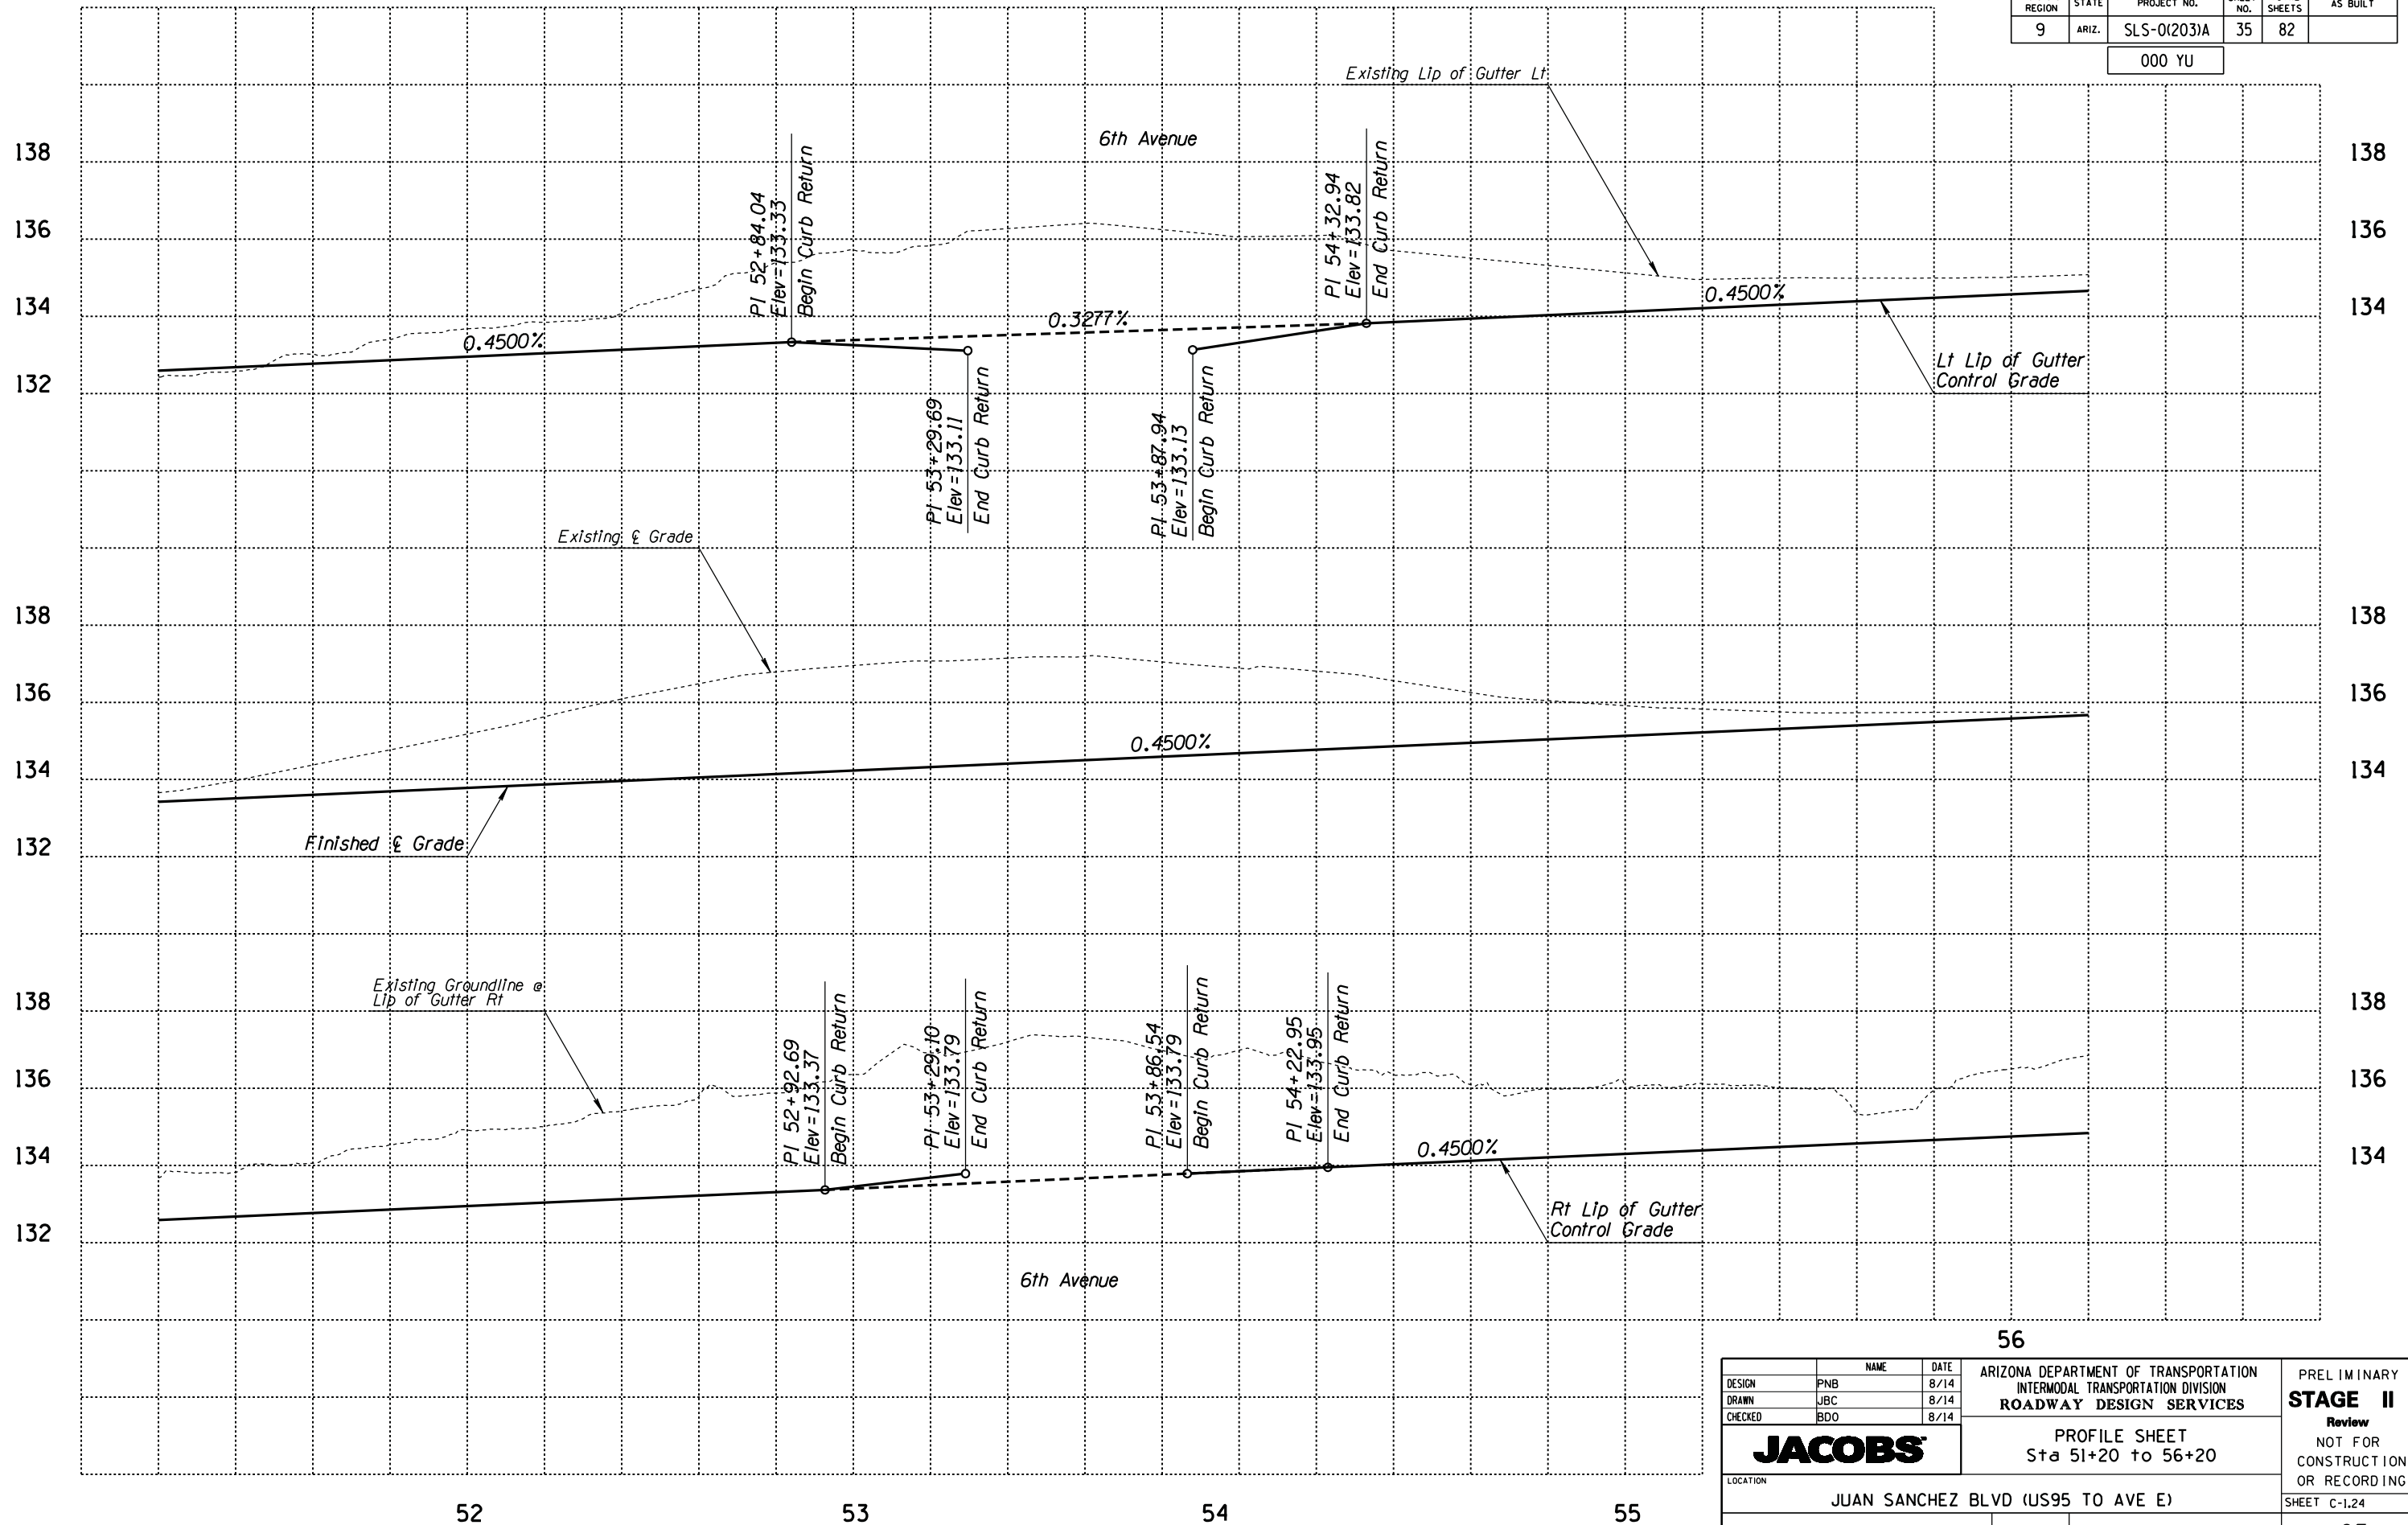 REGION STATE PROJECT NO. NO. SHEETS AS BUILT
9 ARIZ. SLS-0(203)A 35 82
000 YU
Existing Lip of Gutter Lt
6th Avenue
138 138
136 136
134 134
132 132
PI 52+84.04
Elev=133.33
Begin Curb Return
PI 54+32.94
Elev=133.82
End Curb Return
0.4500%
0.3277%
0.4500%
PI 53+29.69
Elev=133.11
End Curb Return
PI 53+87.94
Elev=133.13
Begin Curb Return
Lt Lip of Gutter
Control Grade
Existing ℄ Grade
138 138
136 136
134 134
132
0.4500%
Finished ℄ Grade
Existing Groundline @
Lip of Gutter Rt
138 138
136 136
134 134
132
PI 52+92.69
Elev=133.37
Begin Curb Return
PI 53+29.10
Elev=133.79
End Curb Return
PI 53+86.54
Elev=133.79
Begin Curb Return
PI 54+22.95
Elev=133.95
End Curb Return
0.4500%
Rt Lip of Gutter
Control Grade
6th Avenue
56
52 53 54 55
NAME DATE
DESIGN PNB 8/14
DRAWN JBC 8/14
CHECKED BDO 8/14
JACOBS
ARIZONA DEPARTMENT OF TRANSPORTATION
INTERMODAL TRANSPORTATION DIVISION
ROADWAY DESIGN SERVICES
PROFILE SHEET
Sta 51+20 to 56+20
PRELIMINARY
STAGE II
Review
NOT FOR
CONSTRUCTION
OR RECORDING
LOCATION
JUAN SANCHEZ BLVD (US95 TO AVE E)
SHEET C-1.24